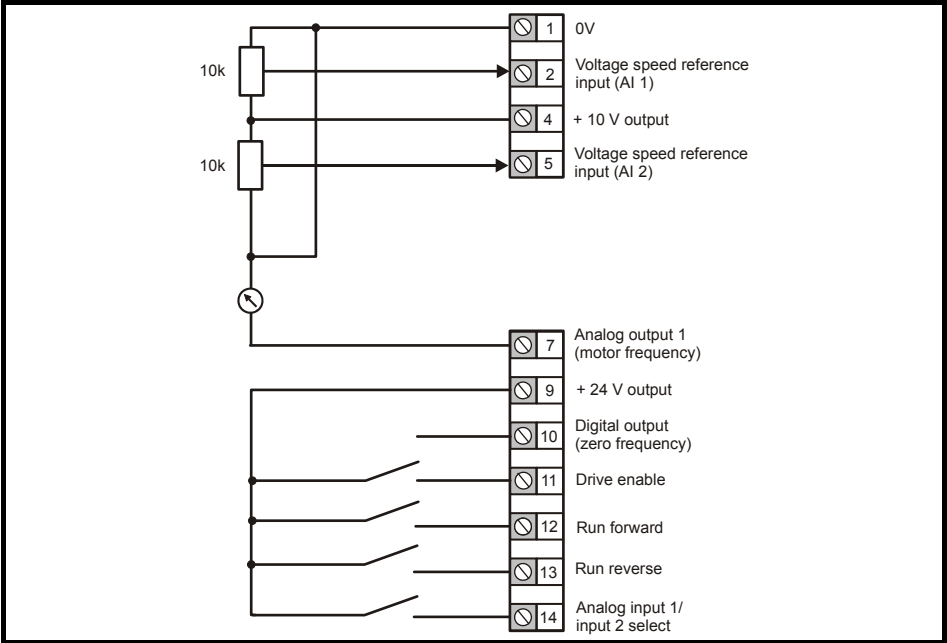 1 0V
10k
2 Voltage speed reference
input (AI 1)
4 + 10 V output
10k
5 Voltage speed reference
input (AI 2)
7 Analog output 1
(motor frequency)
9 + 24 V output
10 Digital output
(zero frequency)
11 Drive enable
12 Run forward
13 Run reverse
14 Analog input 1/
input 2 select